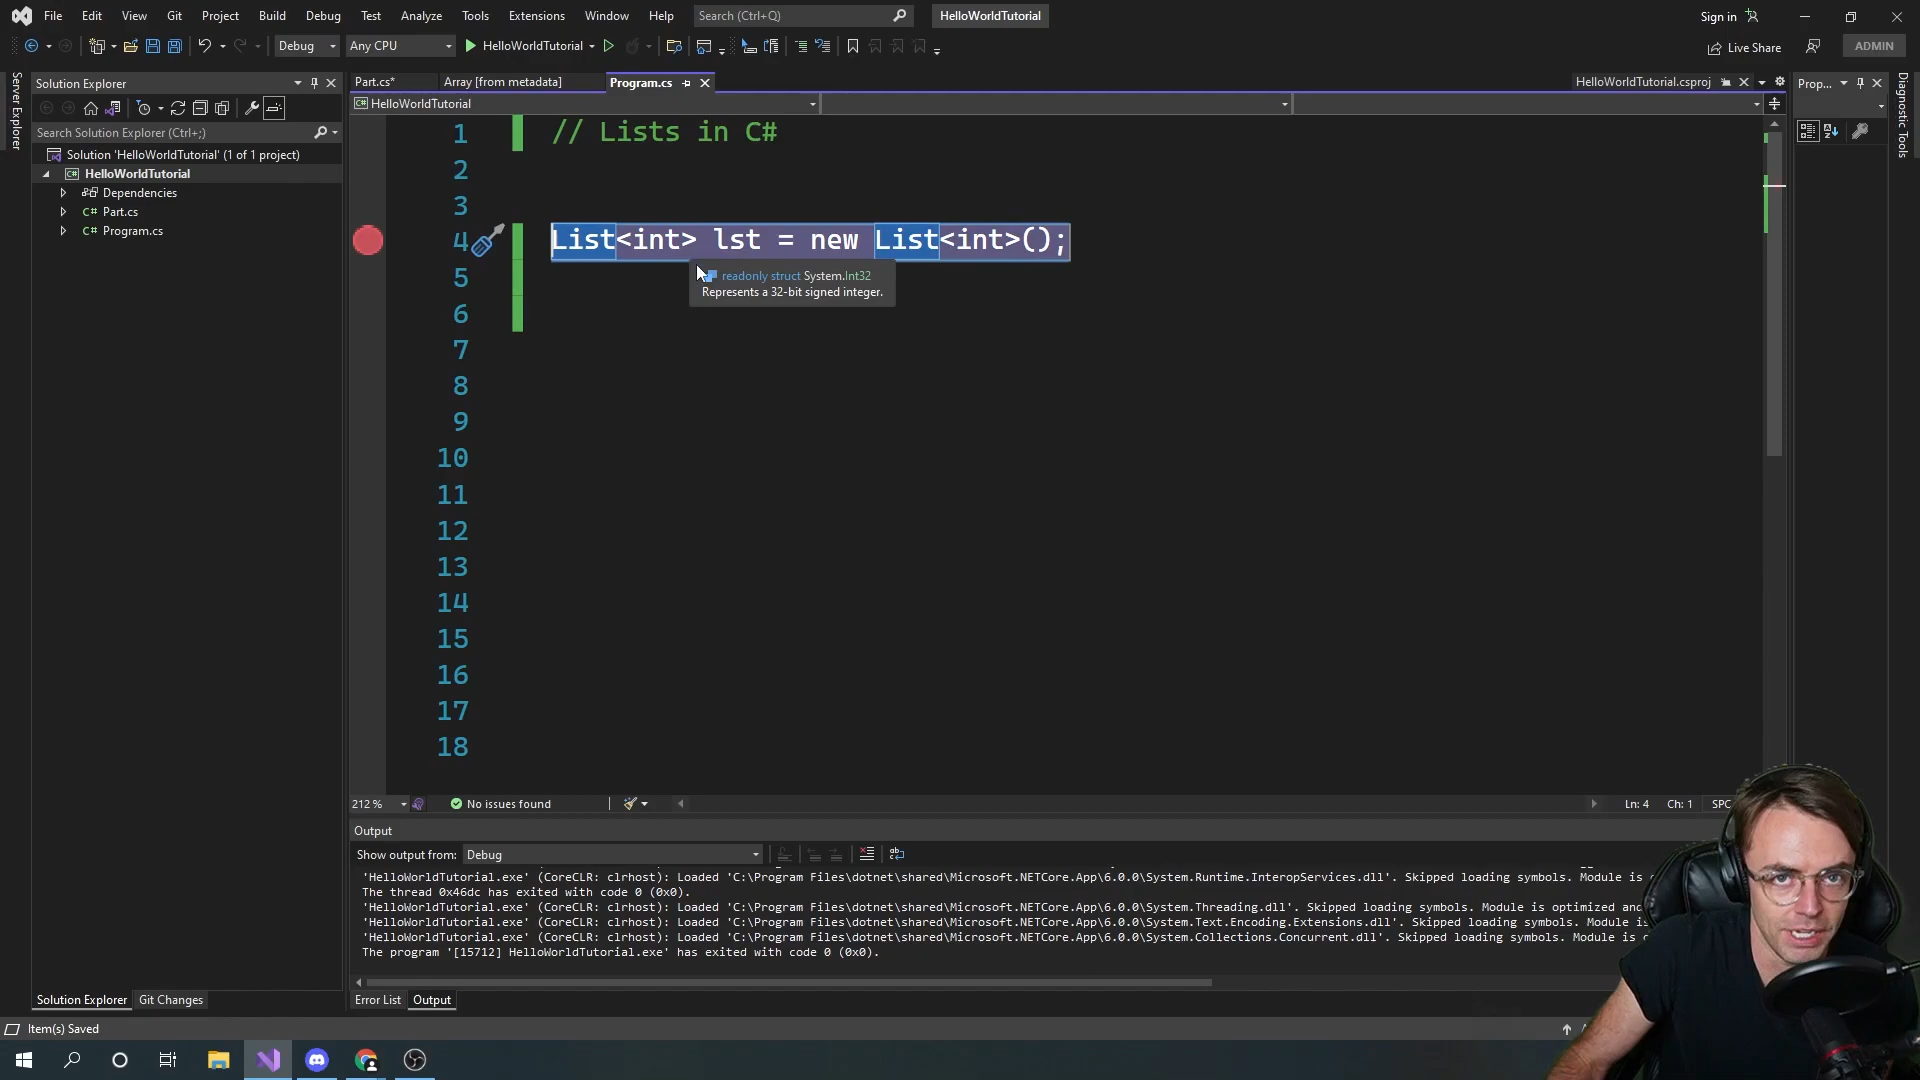 File Edit View Git Project Build Debug Test Analyze Tools Extensions Window Help Search (Ctrl+Q) HelloWorldTutorial Sign in
Debug Any CPU HelloWorldTutorial Live Share ADMIN
Server Explorer
Solution Explorer
Search Solution Explorer (Ctrl+;)
Solution 'HelloWorldTutorial' (1 of 1 project)
HelloWorldTutorial
Dependencies
C# Part.cs
C# Program.cs
Solution Explorer Git Changes
Part.cs* Array [from metadata] Program.cs HelloWorldTutorial.csproj
HelloWorldTutorial
1 // Lists in C#
2
3
4 List<int> lst = new List<int>();
readonly struct System.Int32
Represents a 32-bit signed integer.
5
6
7
8
9
10
11
12
13
14
15
16
17
18
212 % No issues found Ln: 4 Ch: 1 SPC
Output
Show output from: Debug
'HelloWorldTutorial.exe' (CoreCLR: clrhost): Loaded 'C:\Program Files\dotnet\shared\Microsoft.NETCore.App\6.0.0\System.Runtime.InteropServices.dll'. Skipped loading symbols. Module is
The thread 0x46dc has exited with code 0 (0x0).
'HelloWorldTutorial.exe' (CoreCLR: clrhost): Loaded 'C:\Program Files\dotnet\shared\Microsoft.NETCore.App\6.0.0\System.Threading.dll'. Skipped loading symbols. Module is optimized and
'HelloWorldTutorial.exe' (CoreCLR: clrhost): Loaded 'C:\Program Files\dotnet\shared\Microsoft.NETCore.App\6.0.0\System.Text.Encoding.Extensions.dll'. Skipped loading symbols. Module is
'HelloWorldTutorial.exe' (CoreCLR: clrhost): Loaded 'C:\Program Files\dotnet\shared\Microsoft.NETCore.App\6.0.0\System.Collections.Concurrent.dll'. Skipped loading symbols. Module is
The program '[15712] HelloWorldTutorial.exe' has exited with code 0 (0x0).
Error List Output
Prop...
Diagnostic Tools
Item(s) Saved